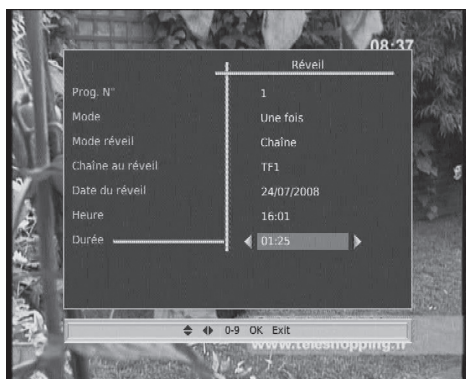 08:37
Réveil
Prog. N° 1
Mode Une fois
Mode réveil Chaîne
Chaîne au réveil TF1
Date du réveil 24/07/2008
Heure 16:01
Durée 01:25
0-9 OK Exit
www.teleshopping.fr